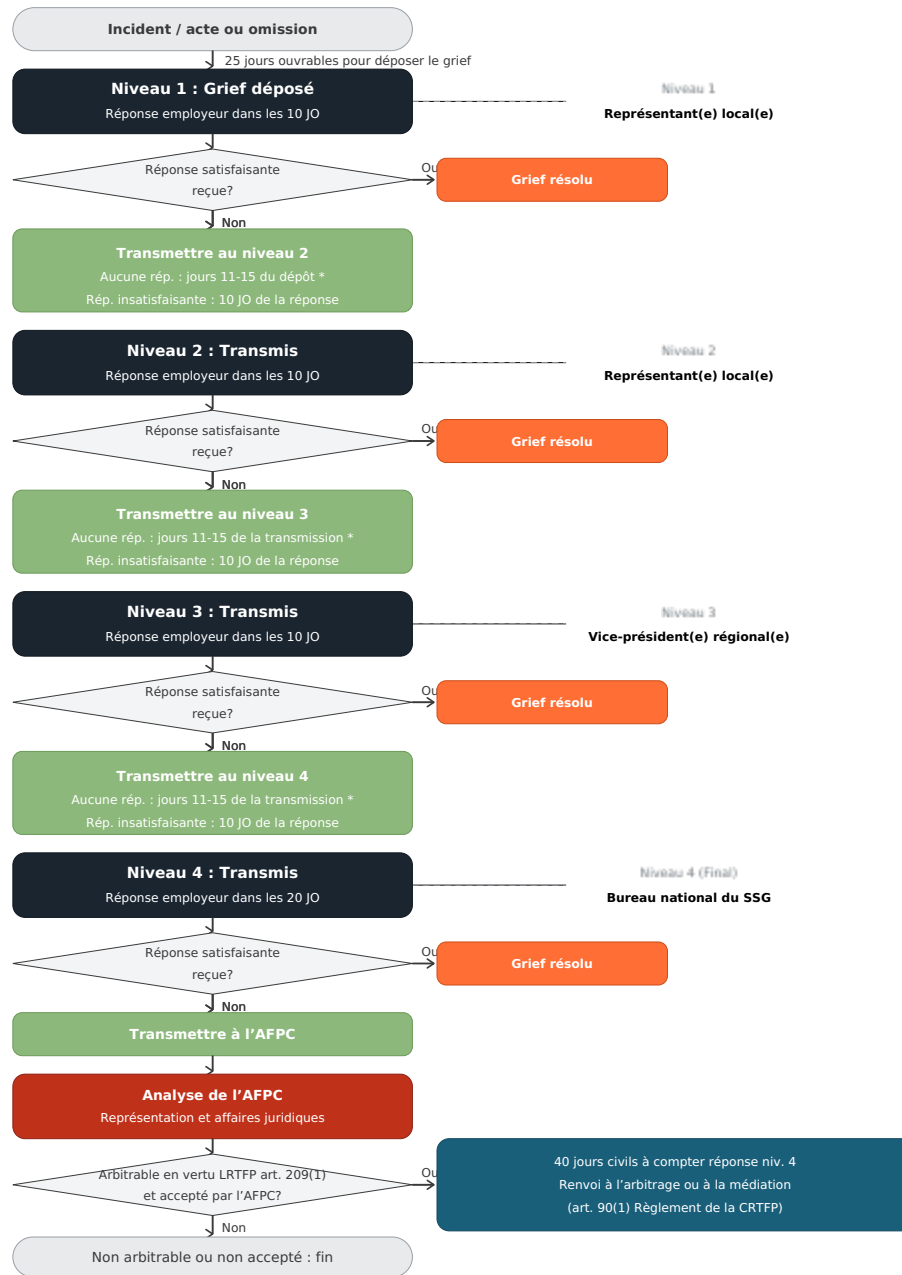 Incident / acte ou omission
25 jours ouvrables pour déposer le grief
Niveau 1 : Grief déposé
Réponse employeur dans les 10 JO
Niveau 1
Représentant(e) local(e)
Réponse satisfaisante
reçue?
Ou
Grief résolu
Non
Transmettre au niveau 2
Aucune rép. : jours 11-15 du dépôt *
Rép. insatisfaisante : 10 JO de la réponse
Niveau 2 : Transmis
Réponse employeur dans les 10 JO
Niveau 2
Représentant(e) local(e)
Réponse satisfaisante
reçue?
Ou
Grief résolu
Non
Transmettre au niveau 3
Aucune rép. : jours 11-15 de la transmission *
Rép. insatisfaisante : 10 JO de la réponse
Niveau 3 : Transmis
Réponse employeur dans les 10 JO
Niveau 3
Vice-président(e) régional(e)
Réponse satisfaisante
reçue?
Ou
Grief résolu
Non
Transmettre au niveau 4
Aucune rép. : jours 11-15 de la transmission *
Rép. insatisfaisante : 10 JO de la réponse
Niveau 4 : Transmis
Réponse employeur dans les 20 JO
Niveau 4 (Final)
Bureau national du SSG
Réponse satisfaisante
reçue?
Ou
Grief résolu
Non
Transmettre à l’AFPC
Analyse de l’AFPC
Représentation et affaires juridiques
Arbitrable en vertu LRTFP art. 209(1)
et accepté par l’AFPC?
Ou
40 jours civils à compter réponse niv. 4
Renvoi à l’arbitrage ou à la médiation
(art. 90(1) Règlement de la CRTFP)
Non
Non arbitrable ou non accepté : fin